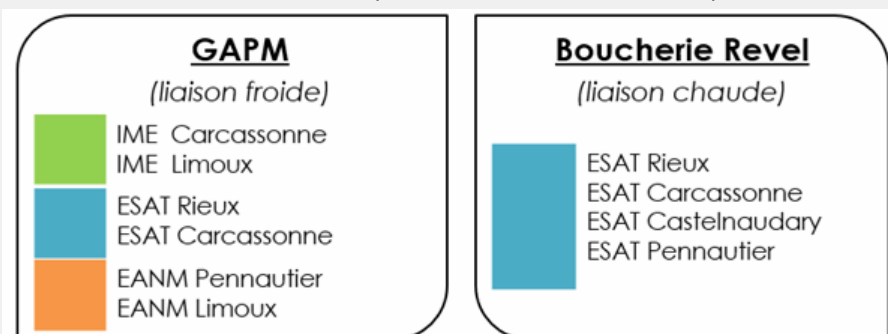 GAPM
(liaison froide)
IME Carcassonne
IME Limoux
ESAT Rieux
ESAT Carcassonne
EANM Pennautier
EANM Limoux
Boucherie Revel
(liaison chaude)
ESAT Rieux
ESAT Carcassonne
ESAT Castelnaudary
ESAT Pennautier